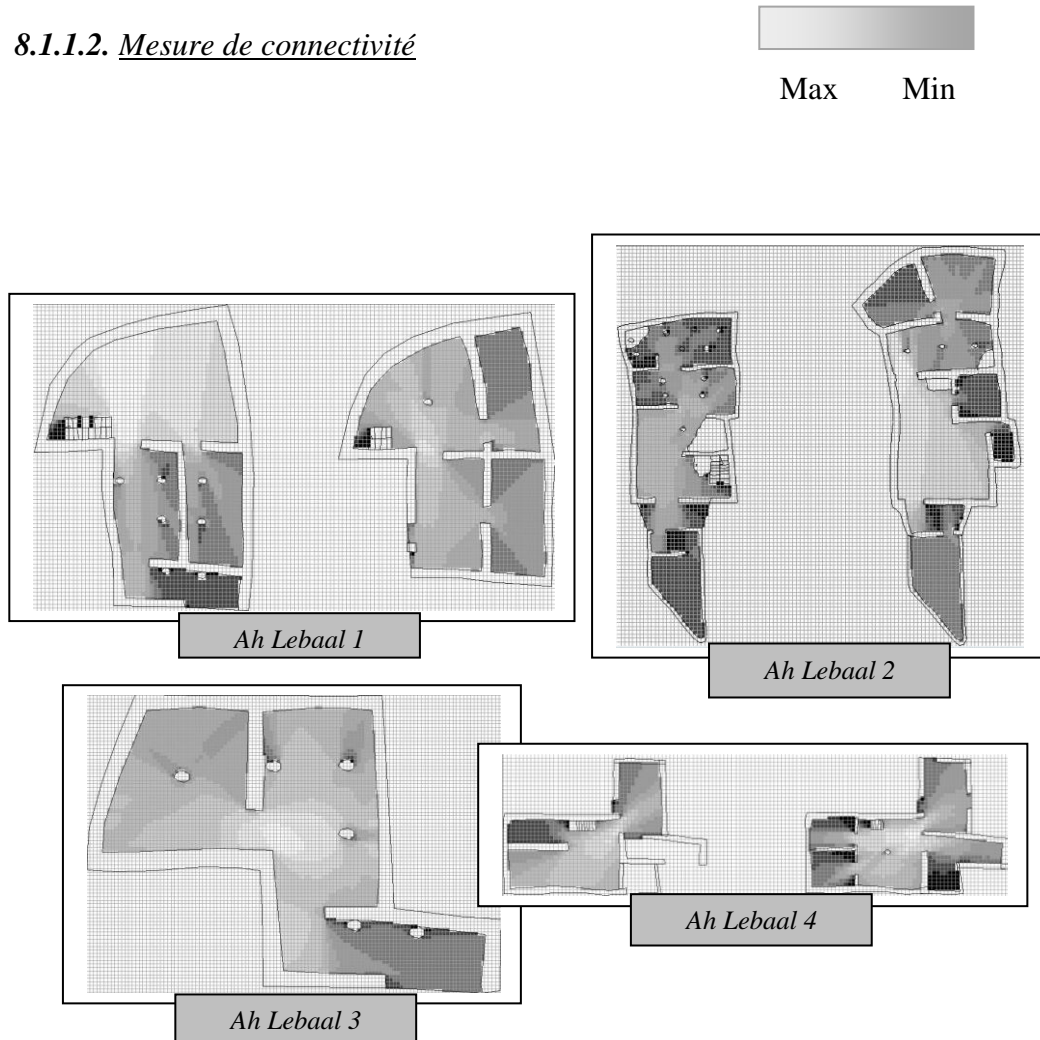 8.1.1.2. Mesure de connectivité
Max Min
Ah Lebaal 1
Ah Lebaal 2
Ah Lebaal 3
Ah Lebaal 4